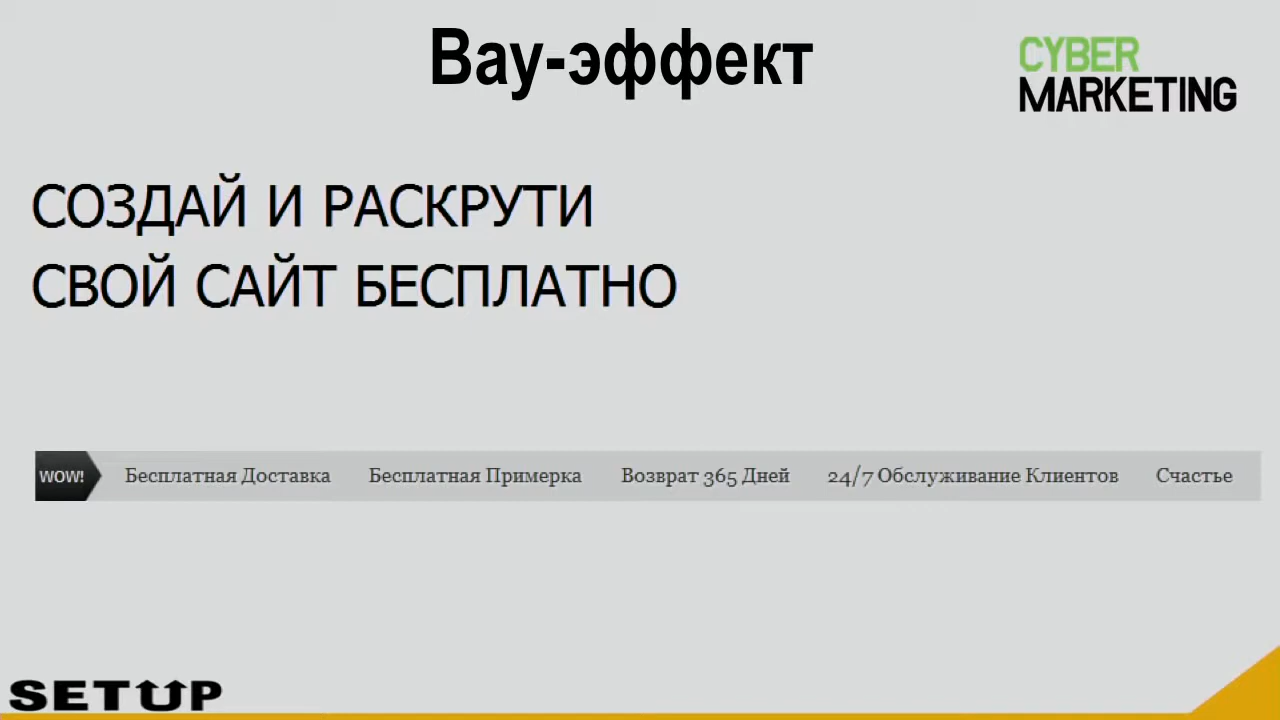 Вау-эффект
CYBER
MARKETING
СОЗДАЙ И РАСКРУТИ
СВОЙ САЙТ БЕСПЛАТНО
WOW! Бесплатная Доставка Бесплатная Примерка Возврат 365 Дней 24/7 Обслуживание Клиентов Счастье
SETUP